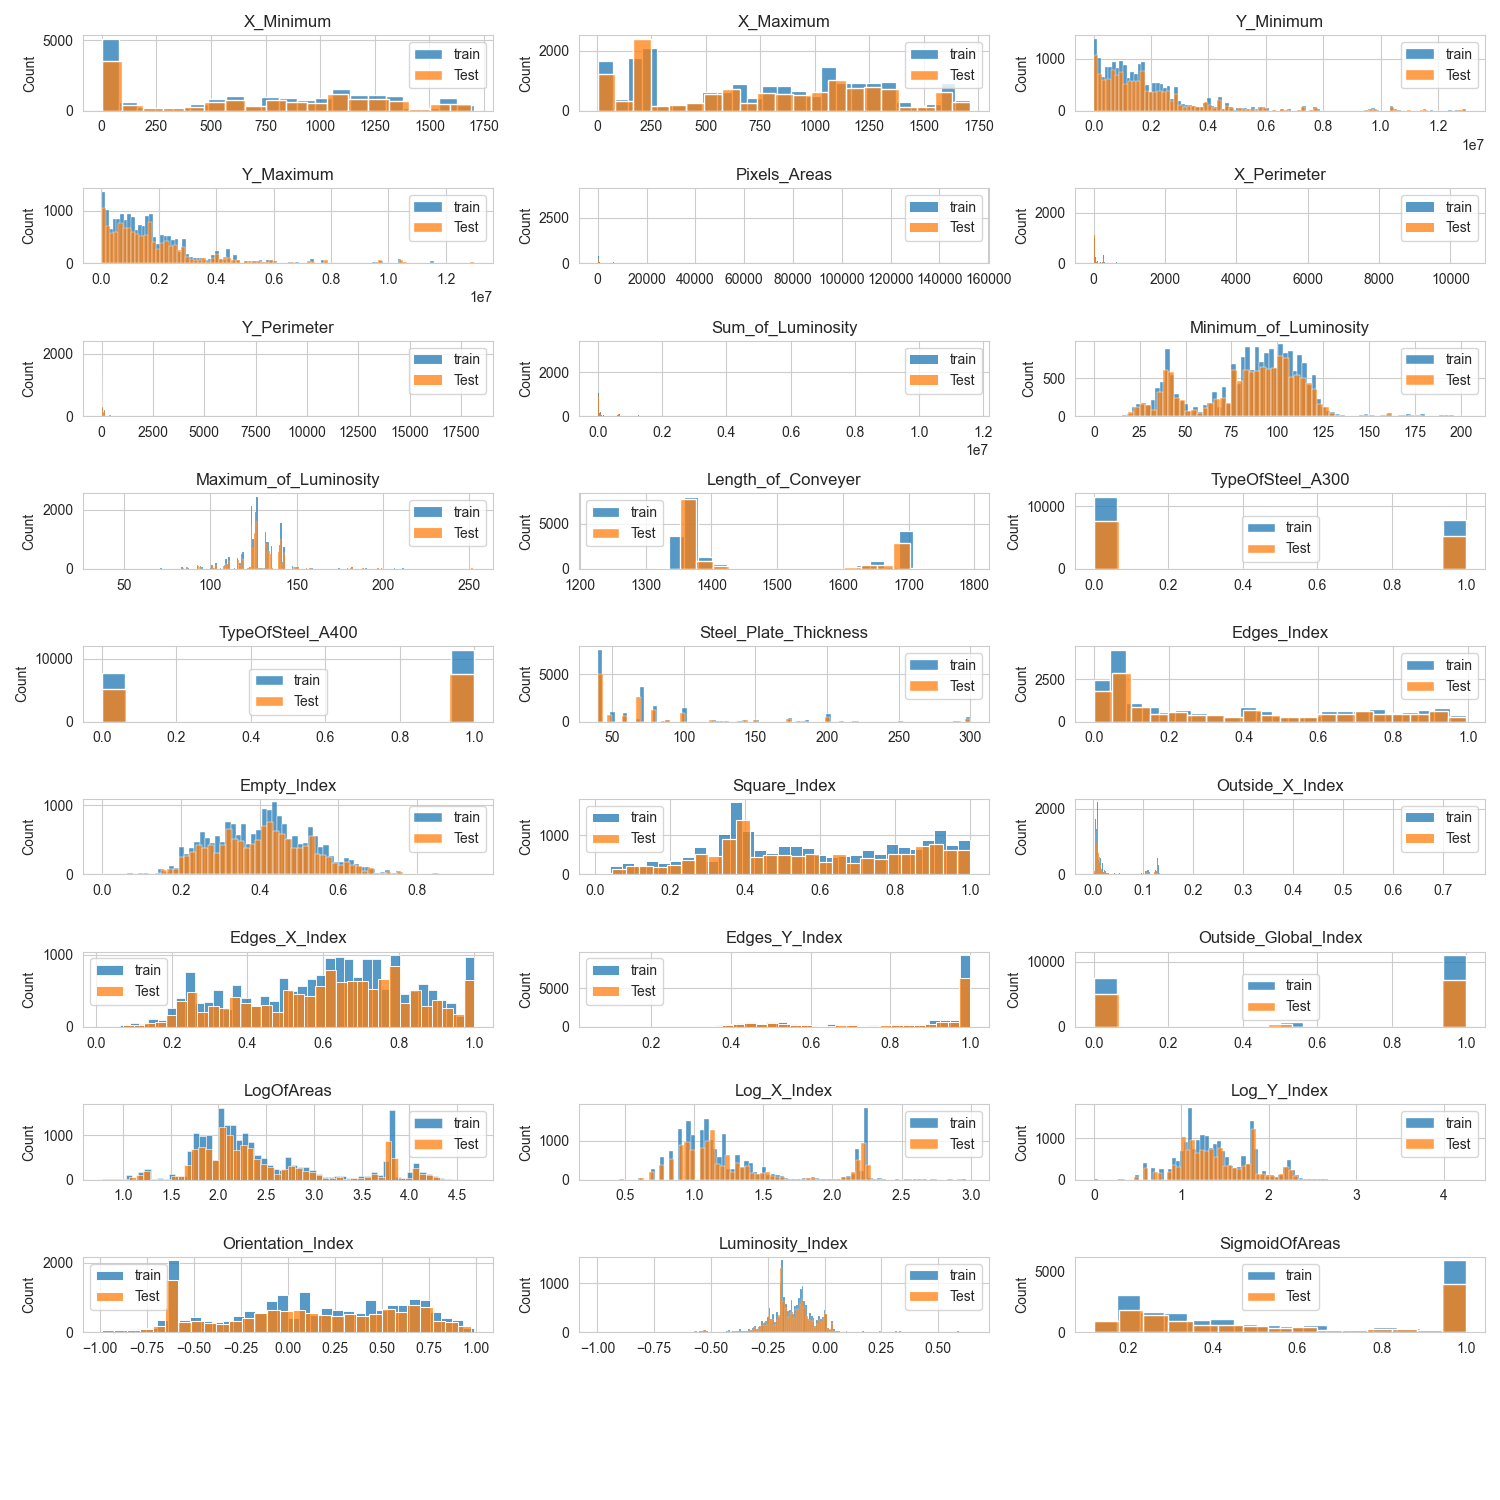 X_Minimum
Count
5000
0
0 250 500 750 1000 1250 1500 1750
train
Test
X_Maximum
Count
2000
0
0 250 500 750 1000 1250 1500 1750
train
Test
Y_Minimum
Count
1000
0
0.0 0.2 0.4 0.6 0.8 1.0 1.2
1e7
train
Test
Y_Maximum
Count
1000
0
0.0 0.2 0.4 0.6 0.8 1.0 1.2
1e7
train
Test
Pixels_Areas
Count
2500
0
0 20000 40000 60000 80000 100000 120000 140000 160000
train
Test
X_Perimeter
Count
2000
0
0 2000 4000 6000 8000 10000
train
Test
Y_Perimeter
Count
2000
0
0 2500 5000 7500 10000 12500 15000 17500
train
Test
Sum_of_Luminosity
Count
2000
0
0.0 0.2 0.4 0.6 0.8 1.0 1.2
1e7
train
Test
Minimum_of_Luminosity
Count
500
0
0 25 50 75 100 125 150 175 200
train
Test
Maximum_of_Luminosity
Count
2000
0
50 100 150 200 250
train
Test
Length_of_Conveyer
Count
5000
0
1200 1300 1400 1500 1600 1700 1800
train
Test
TypeOfSteel_A300
Count
10000
0
0.0 0.2 0.4 0.6 0.8 1.0
train
Test
TypeOfSteel_A400
Count
10000
0
0.0 0.2 0.4 0.6 0.8 1.0
train
Test
Steel_Plate_Thickness
Count
5000
0
50 100 150 200 250 300
train
Test
Edges_Index
Count
2500
0
0.0 0.2 0.4 0.6 0.8 1.0
train
Test
Empty_Index
Count
1000
0
0.0 0.2 0.4 0.6 0.8
train
Test
Square_Index
Count
1000
0
0.0 0.2 0.4 0.6 0.8 1.0
train
Test
Outside_X_Index
Count
2000
0
0.0 0.1 0.2 0.3 0.4 0.5 0.6 0.7
train
Test
Edges_X_Index
Count
1000
0
0.0 0.2 0.4 0.6 0.8 1.0
train
Test
Edges_Y_Index
Count
5000
0
0.2 0.4 0.6 0.8 1.0
train
Test
Outside_Global_Index
Count
10000
0
0.0 0.2 0.4 0.6 0.8 1.0
train
Test
LogOfAreas
Count
1000
0
1.0 1.5 2.0 2.5 3.0 3.5 4.0 4.5
train
Test
Log_X_Index
Count
1000
0
0.5 1.0 1.5 2.0 2.5 3.0
train
Test
Log_Y_Index
Count
1000
0
0 1 2 3 4
train
Test
Orientation_Index
Count
2000
0
−1.00 −0.75 −0.50 −0.25 0.00 0.25 0.50 0.75 1.00
train
Test
Luminosity_Index
Count
1000
0
−1.00 −0.75 −0.50 −0.25 0.00 0.25 0.50
train
Test
SigmoidOfAreas
Count
5000
0
0.2 0.4 0.6 0.8 1.0
train
Test